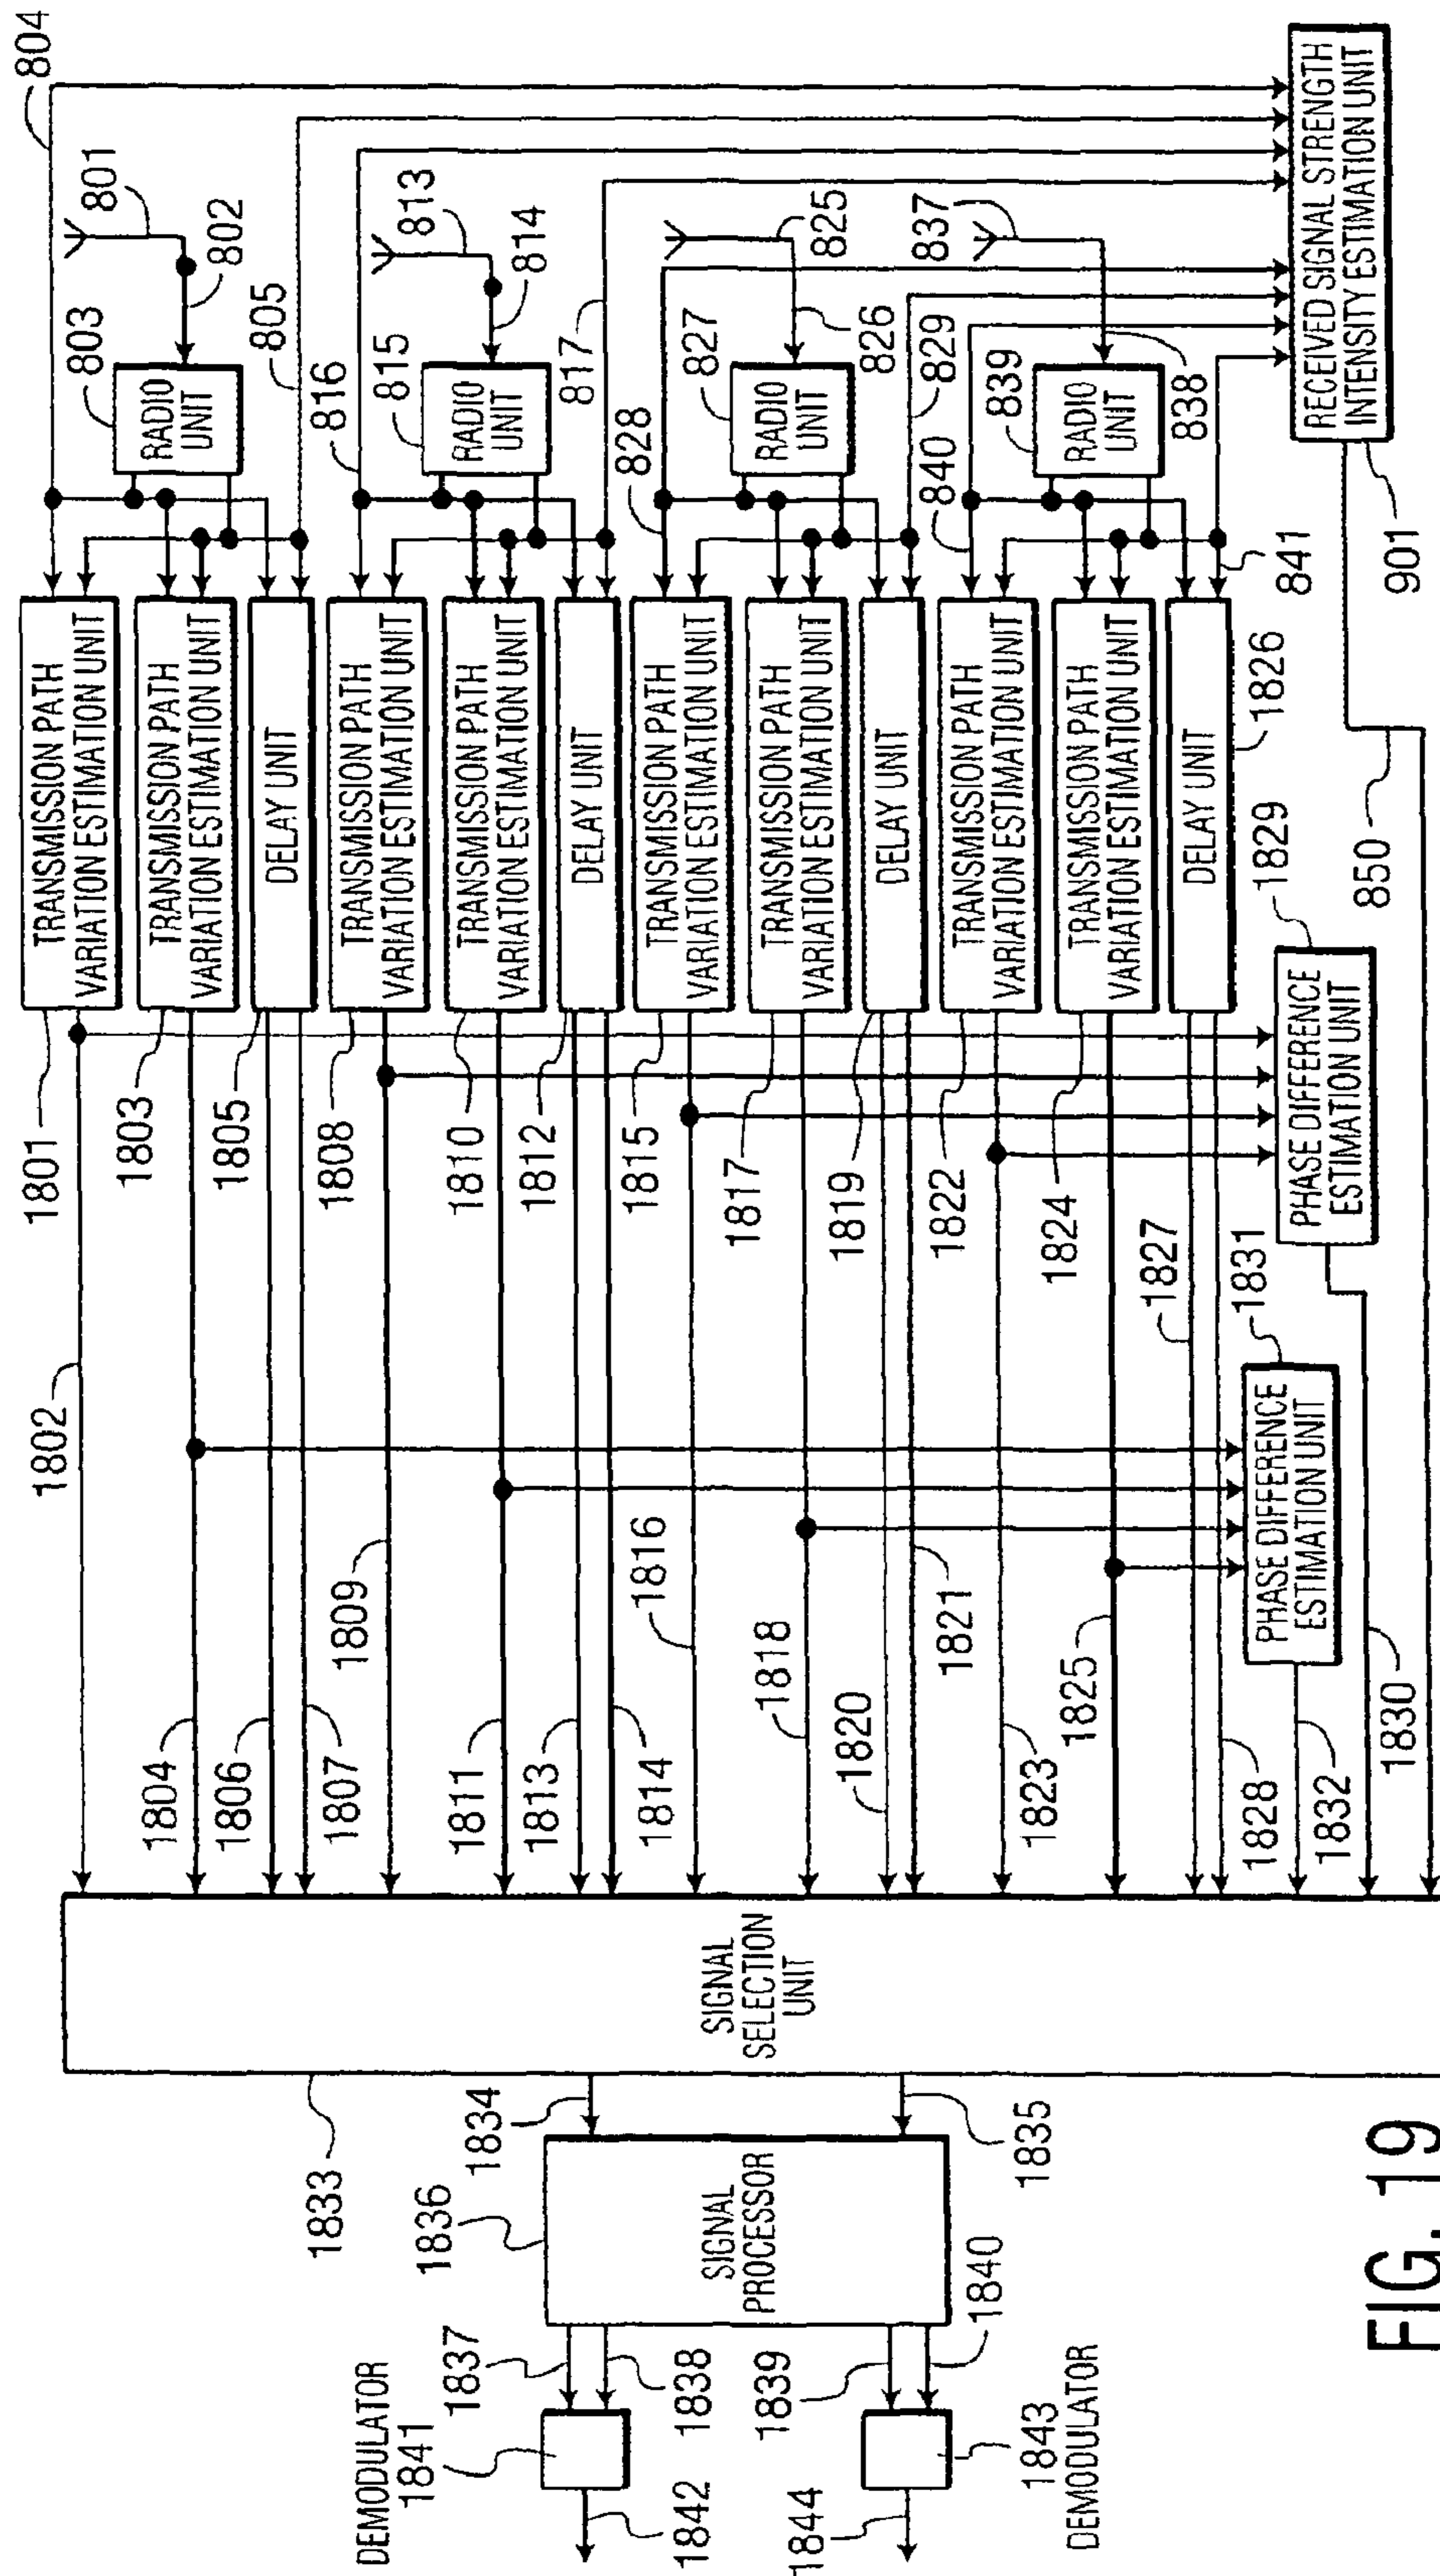 804
801
802
803
RADIO
UNIT
805
816
813
814
815
RADIO
UNIT
817
828
825
826
827
RADIO
UNIT
829
840
837
838
839
RADIO
UNIT
841
RECEIVED SIGNAL STRENGTH
INTENSITY ESTIMATION UNIT
901
850
TRANSMISSION PATH
VARIATION ESTIMATION UNIT
1801
TRANSMISSION PATH
VARIATION ESTIMATION UNIT
1803
DELAY UNIT
1805
TRANSMISSION PATH
VARIATION ESTIMATION UNIT
1808
TRANSMISSION PATH
VARIATION ESTIMATION UNIT
1810
DELAY UNIT
1812
TRANSMISSION PATH
VARIATION ESTIMATION UNIT
1815
TRANSMISSION PATH
VARIATION ESTIMATION UNIT
1817
DELAY UNIT
1819
TRANSMISSION PATH
VARIATION ESTIMATION UNIT
1822
TRANSMISSION PATH
VARIATION ESTIMATION UNIT
1824
DELAY UNIT
1826
1827
PHASE DIFFERENCE
ESTIMATION UNIT
1829
PHASE DIFFERENCE
ESTIMATION UNIT
1831
1802
1804
1806
1807
1809
1811
1813
1814
1816
1818
1820
1821
1823
1825
1828
1832
1830
SIGNAL
SELECTION
UNIT
1833
1834
1835
SIGNAL
PROCESSOR
1836
1837
1838
1839
1840
DEMODULATOR
1841
1842
1843
DEMODULATOR
1844
FIG. 19